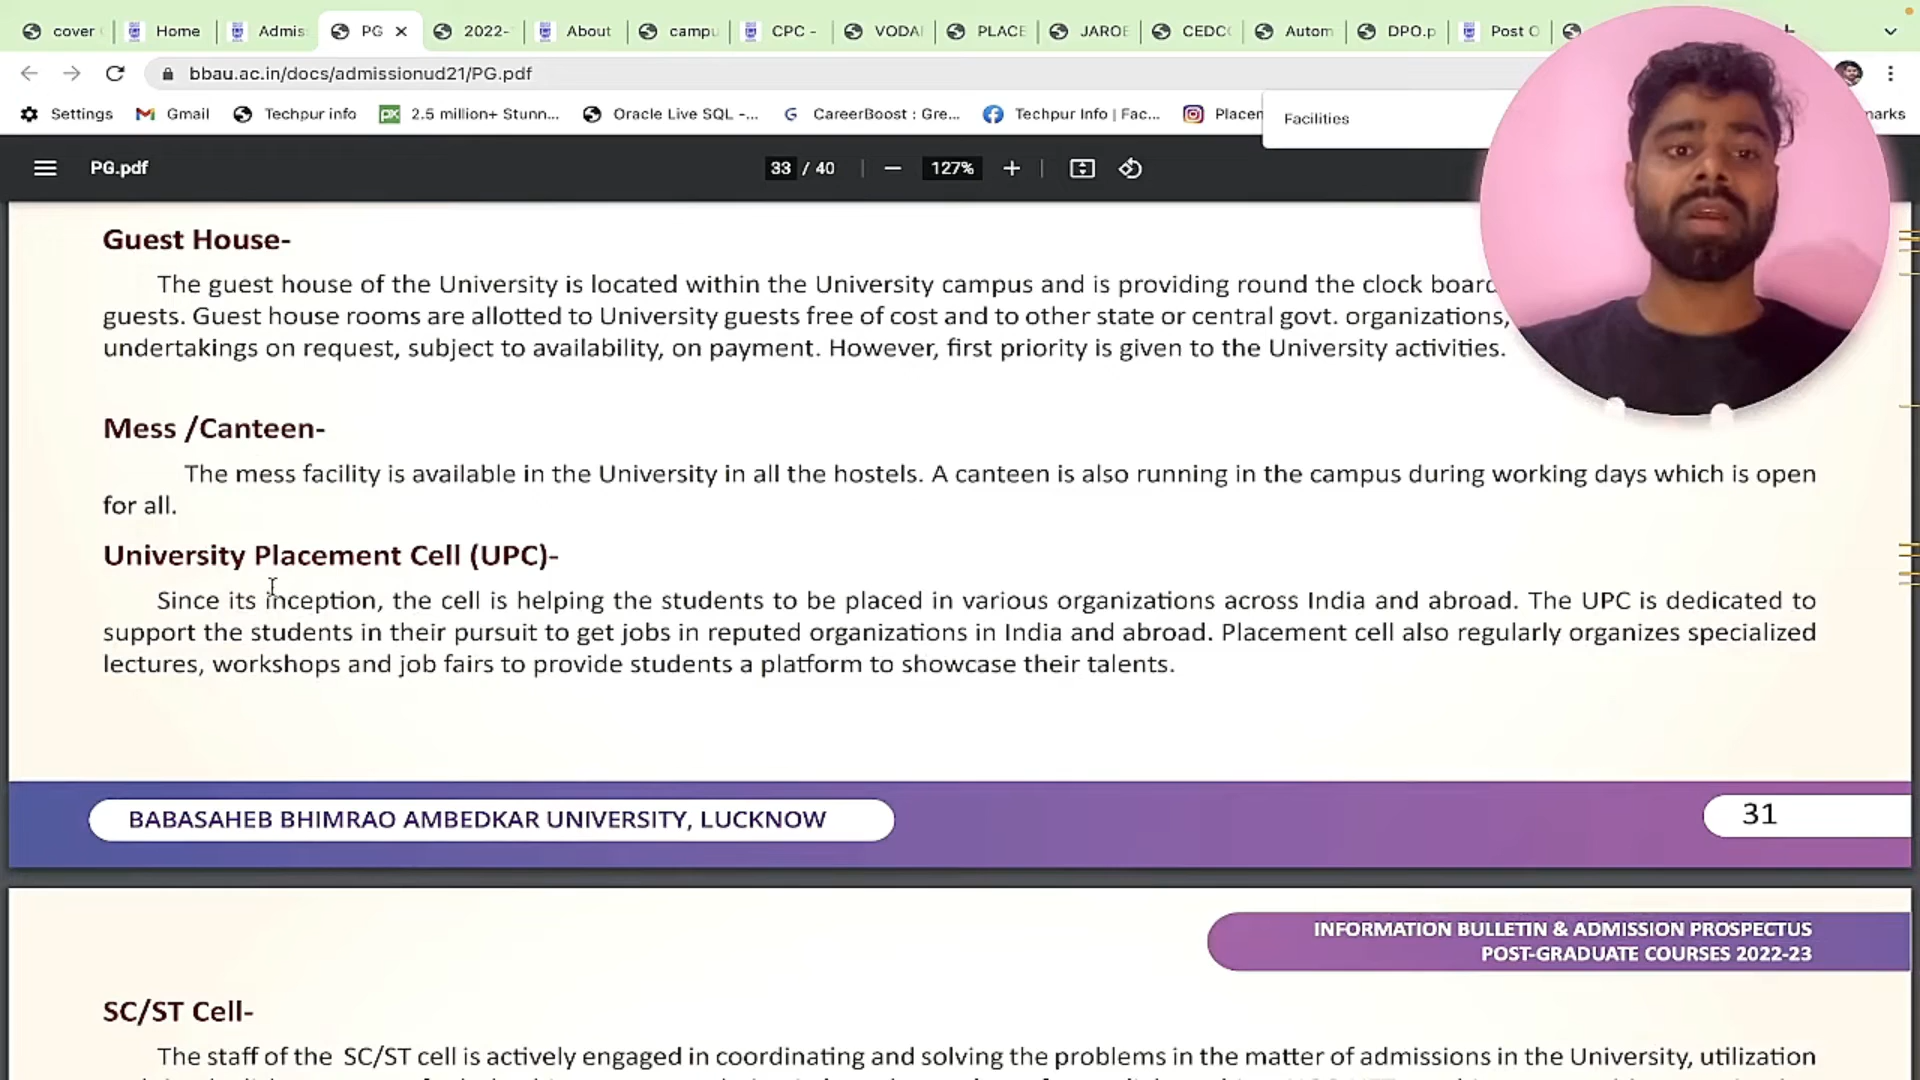 cover
Home
Admis
PG
2022-
About
campu
CPC -
VODA
PLACE
JAROE
CEDC
Autom
DPO.p
Post O
bbau.ac.in/docs/admissionud21/PG.pdf
Settings
Gmail
Techpur info
2.5 million+ Stunn...
Oracle Live SQL -...
CareerBoost : Gre...
Techpur Info | Fac...
Placen
Facilities
narks
PG.pdf
33 / 40
127%
Guest House-
The guest house of the University is located within the University campus and is providing round the clock board
guests. Guest house rooms are allotted to University guests free of cost and to other state or central govt. organizations,
undertakings on request, subject to availability, on payment. However, first priority is given to the University activities.
Mess /Canteen-
The mess facility is available in the University in all the hostels. A canteen is also running in the campus during working days which is open
for all.
University Placement Cell (UPC)-
Since its inception, the cell is helping the students to be placed in various organizations across India and abroad. The UPC is dedicated to
support the students in their pursuit to get jobs in reputed organizations in India and abroad. Placement cell also regularly organizes specialized
lectures, workshops and job fairs to provide students a platform to showcase their talents.
BABASAHEB BHIMRAO AMBEDKAR UNIVERSITY, LUCKNOW
31
INFORMATION BULLETIN & ADMISSION PROSPECTUS
POST-GRADUATE COURSES 2022-23
SC/ST Cell-
The staff of the SC/ST cell is actively engaged in coordinating and solving the problems in the matter of admissions in the University, utilization